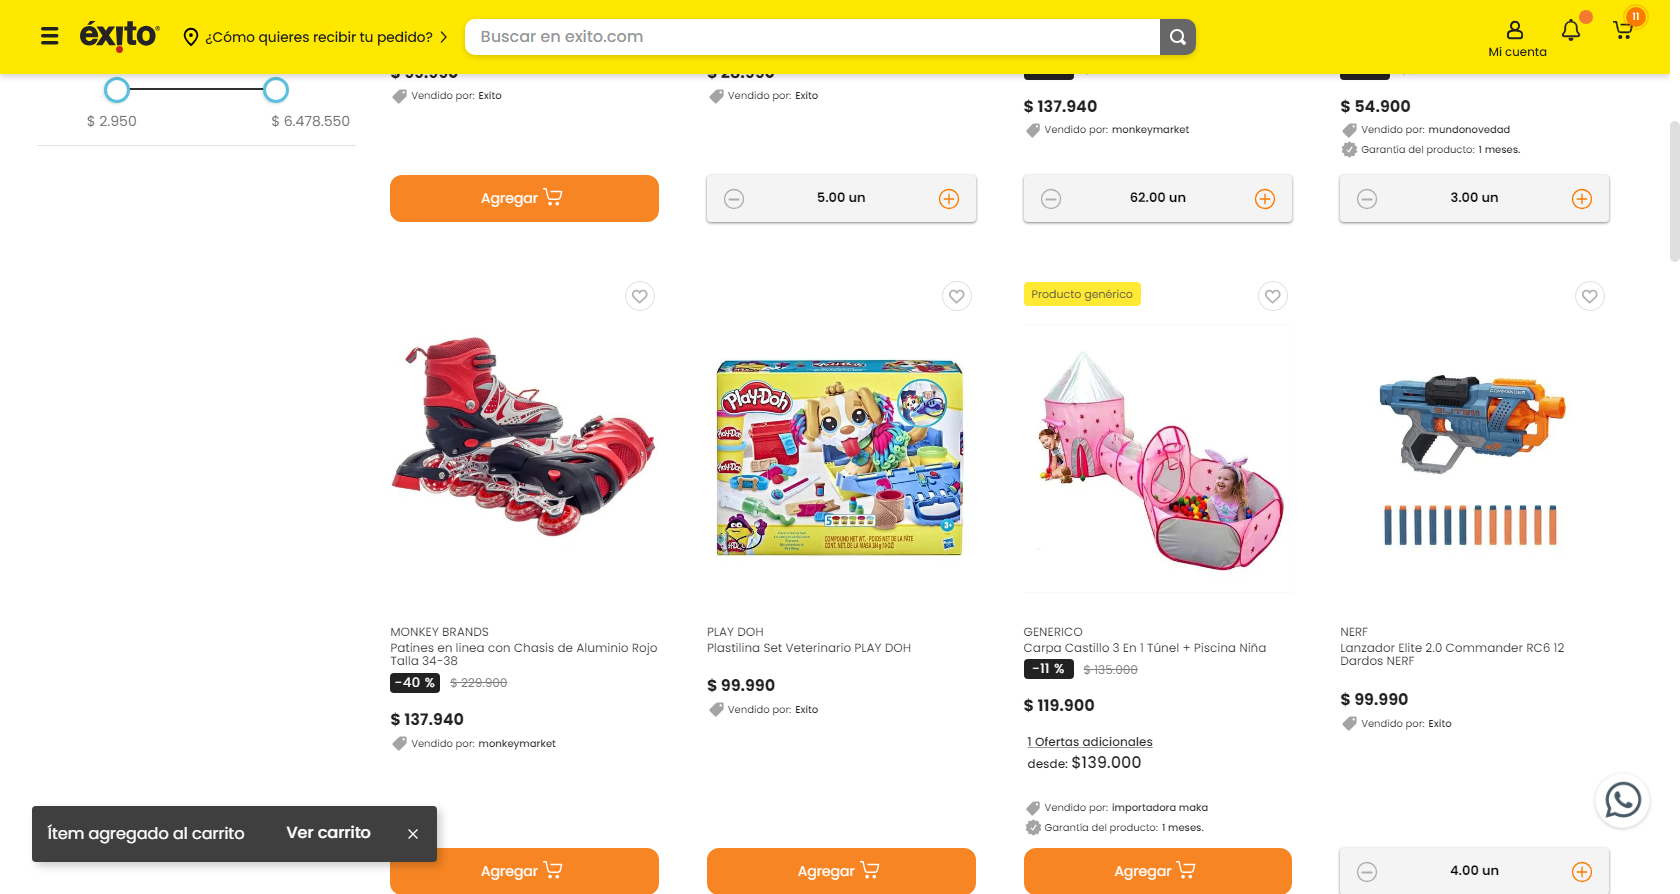 éxito
¿Cómo quieres recibir tu pedido?
Buscar en exito.com
Mi cuenta
11
$ 2.950
$ 6.478.550
Vendido por: Exito
Agregar
Vendido por: Exito
5.00 un
$ 137.940
Vendido por: monkeymarket
62.00 un
$ 54.900
Vendido por: mundonovedad
Garantía del producto: 1 meses.
3.00 un
MONKEY BRANDS
Patines en linea con Chasis de Aluminio Rojo
Talla 34-38
-40 % $ 229.900
$ 137.940
Vendido por: monkeymarket
Agregar
Play-Doh
PLAY DOH
Plastilina Set Veterinario PLAY DOH
$ 99.990
Vendido por: Exito
Agregar
Producto genérico
GENERICO
Carpa Castillo 3 En 1 Túnel + Piscina Niña
-11 % $ 135.000
$ 119.900
1 Ofertas adicionales
desde: $139.000
Vendido por: importadora maka
Garantía del producto: 1 meses.
Agregar
NERF
Lanzador Elite 2.0 Commander RC6 12
Dardos NERF
$ 99.990
Vendido por: Exito
4.00 un
Ítem agregado al carrito
Ver carrito